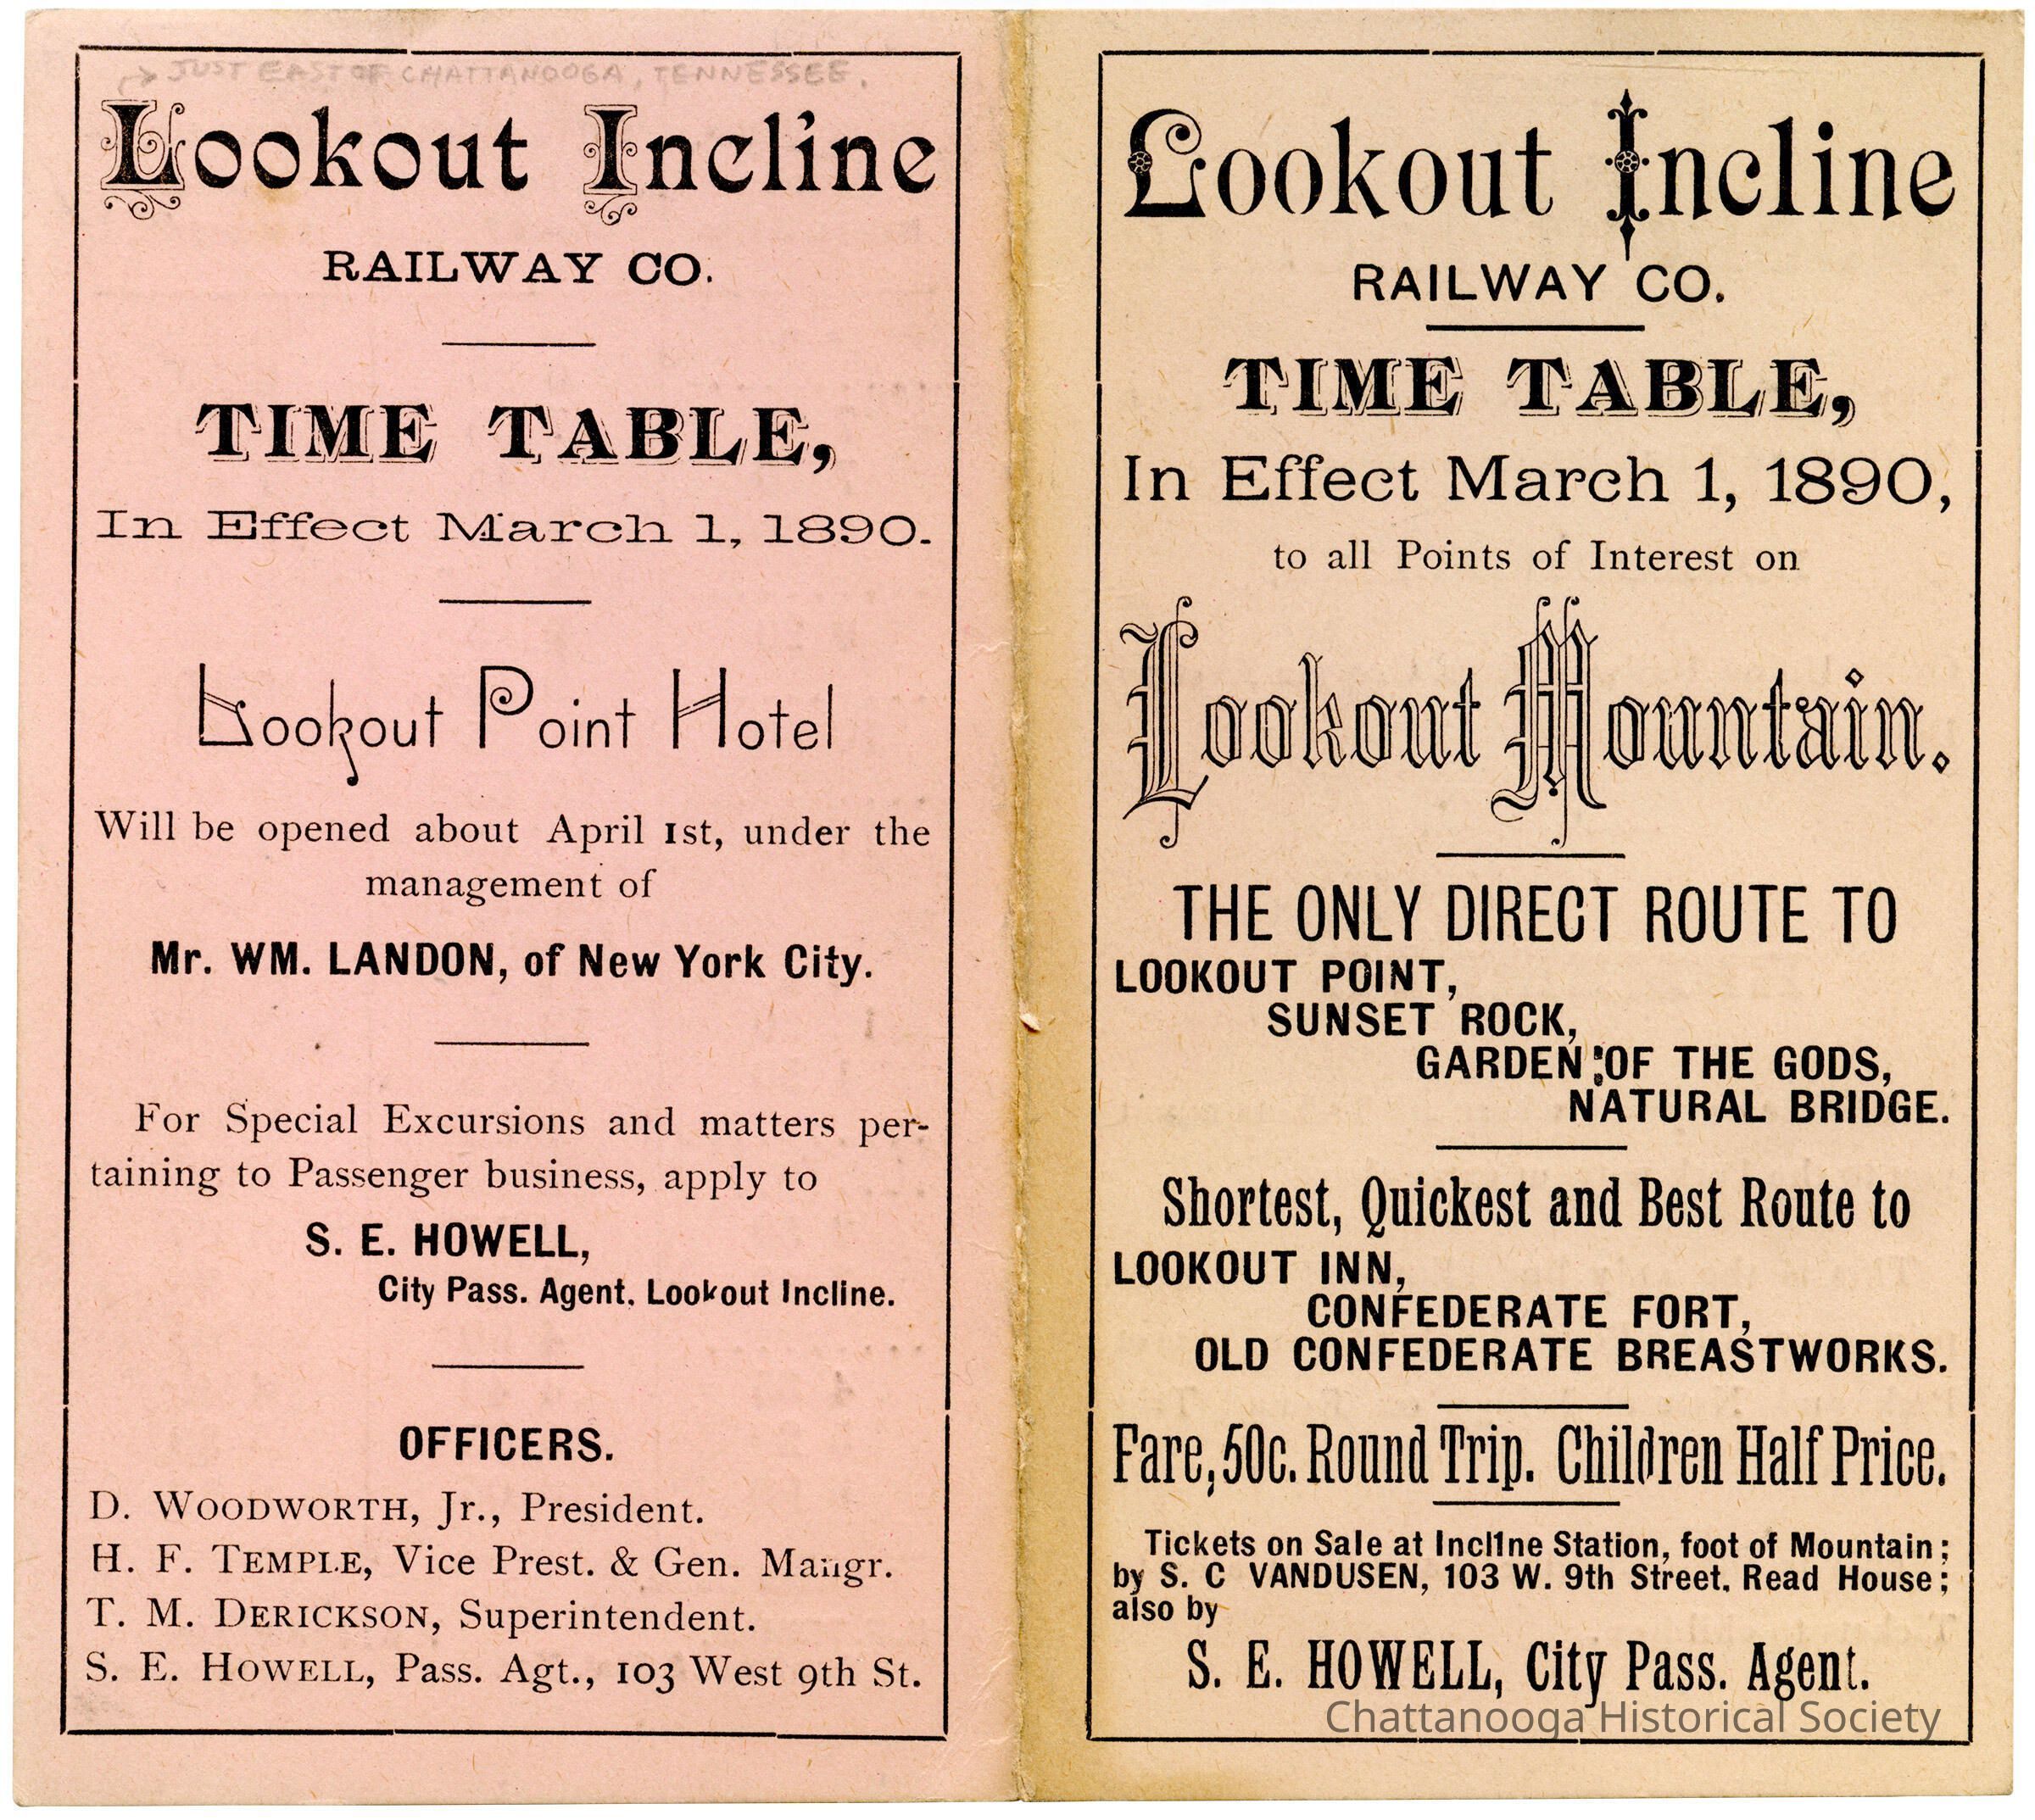 JUST EAST OF CHATTANOOGA, TENNESSEE.
Lookout Incline
RAILWAY CO.
TIME TABLE,
In Effect March 1, 1890.
Lookout Point Hotel
Will be opened about April 1st, under the
management of
Mr. WM. LANDON, of New York City.
For Special Excursions and matters per-
taining to Passenger business, apply to
S. E. HOWELL,
City Pass. Agent. Lookout Incline.
OFFICERS.
D. WOODWORTH, Jr., President.
H. F. TEMPLE, Vice Prest. & Gen. Mangr.
T. M. DERICKSON, Superintendent.
S. E. HOWELL, Pass. Agt., 103 West 9th St.
Lookout Incline
RAILWAY CO.
TIME TABLE,
In Effect March 1, 1890,
to all Points of Interest on
Lookout Mountain.
THE ONLY DIRECT ROUTE TO
LOOKOUT POINT,
SUNSET ROCK,
GARDEN OF THE GODS,
NATURAL BRIDGE.
Shortest, Quickest and Best Route to
LOOKOUT INN,
CONFEDERATE FORT,
OLD CONFEDERATE BREASTWORKS.
Fare, 50c. Round Trip. Children Half Price.
Tickets on Sale at Incl1ne Station, foot of Mountain;
by S. C VANDUSEN, 103 W. 9th Street. Read House;
also by
S. E. HOWELL, City Pass. Agent.
Chattanooga Historical Society